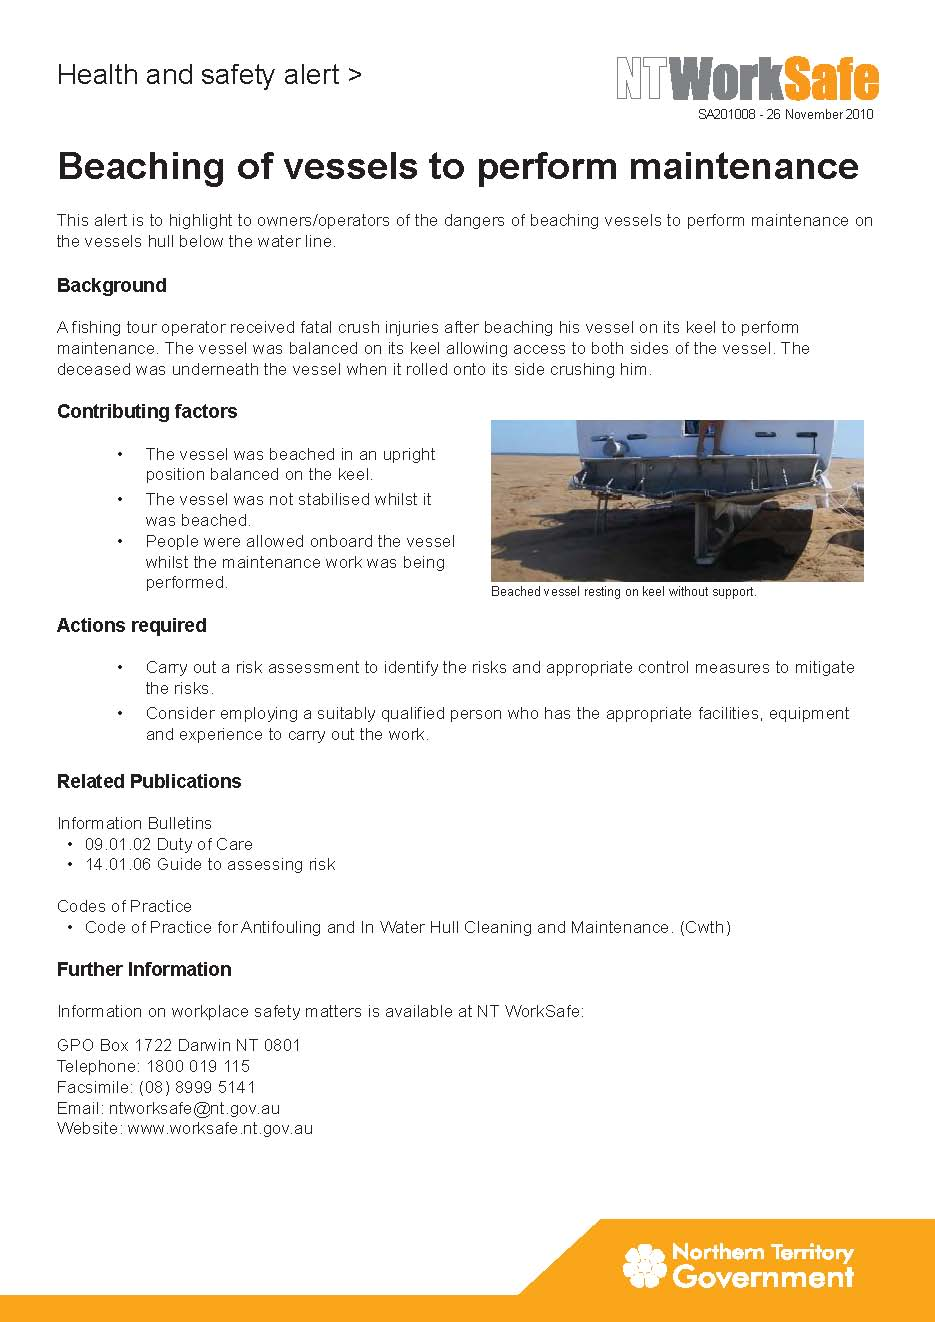 Health and safety alert >
NTWorkSafe
SA201008 - 26 November 2010
Beaching of vessels to perform maintenance
This alert is to highlight to owners/operators of the dangers of beaching vessels to perform maintenance on
the vessels hull below the water line.
Background
A fishing tour operator received fatal crush injuries after beaching his vessel on its keel to perform
maintenance. The vessel was balanced on its keel allowing access to both sides of the vessel. The
deceased was underneath the vessel when it rolled onto its side crushing him.
Contributing factors
• The vessel was beached in an upright
position balanced on the keel.
• The vessel was not stabilised whilst it
was beached.
• People were allowed onboard the vessel
whilst the maintenance work was being
performed.
Beached vessel resting on keel without support.
Actions required
• Carry out a risk assessment to identify the risks and appropriate control measures to mitigate
the risks.
• Consider employing a suitably qualified person who has the appropriate facilities, equipment
and experience to carry out the work.
Related Publications
Information Bulletins
• 09.01.02 Duty of Care
• 14.01.06 Guide to assessing risk
Codes of Practice
• Code of Practice for Antifouling and In Water Hull Cleaning and Maintenance. (Cwth)
Further Information
Information on workplace safety matters is available at NT WorkSafe:
GPO Box 1722 Darwin NT 0801
Telephone: 1800 019 115
Facsimile: (08) 8999 5141
Email: ntworksafe@nt.gov.au
Website: www.worksafe.nt.gov.au
Northern Territory
Government